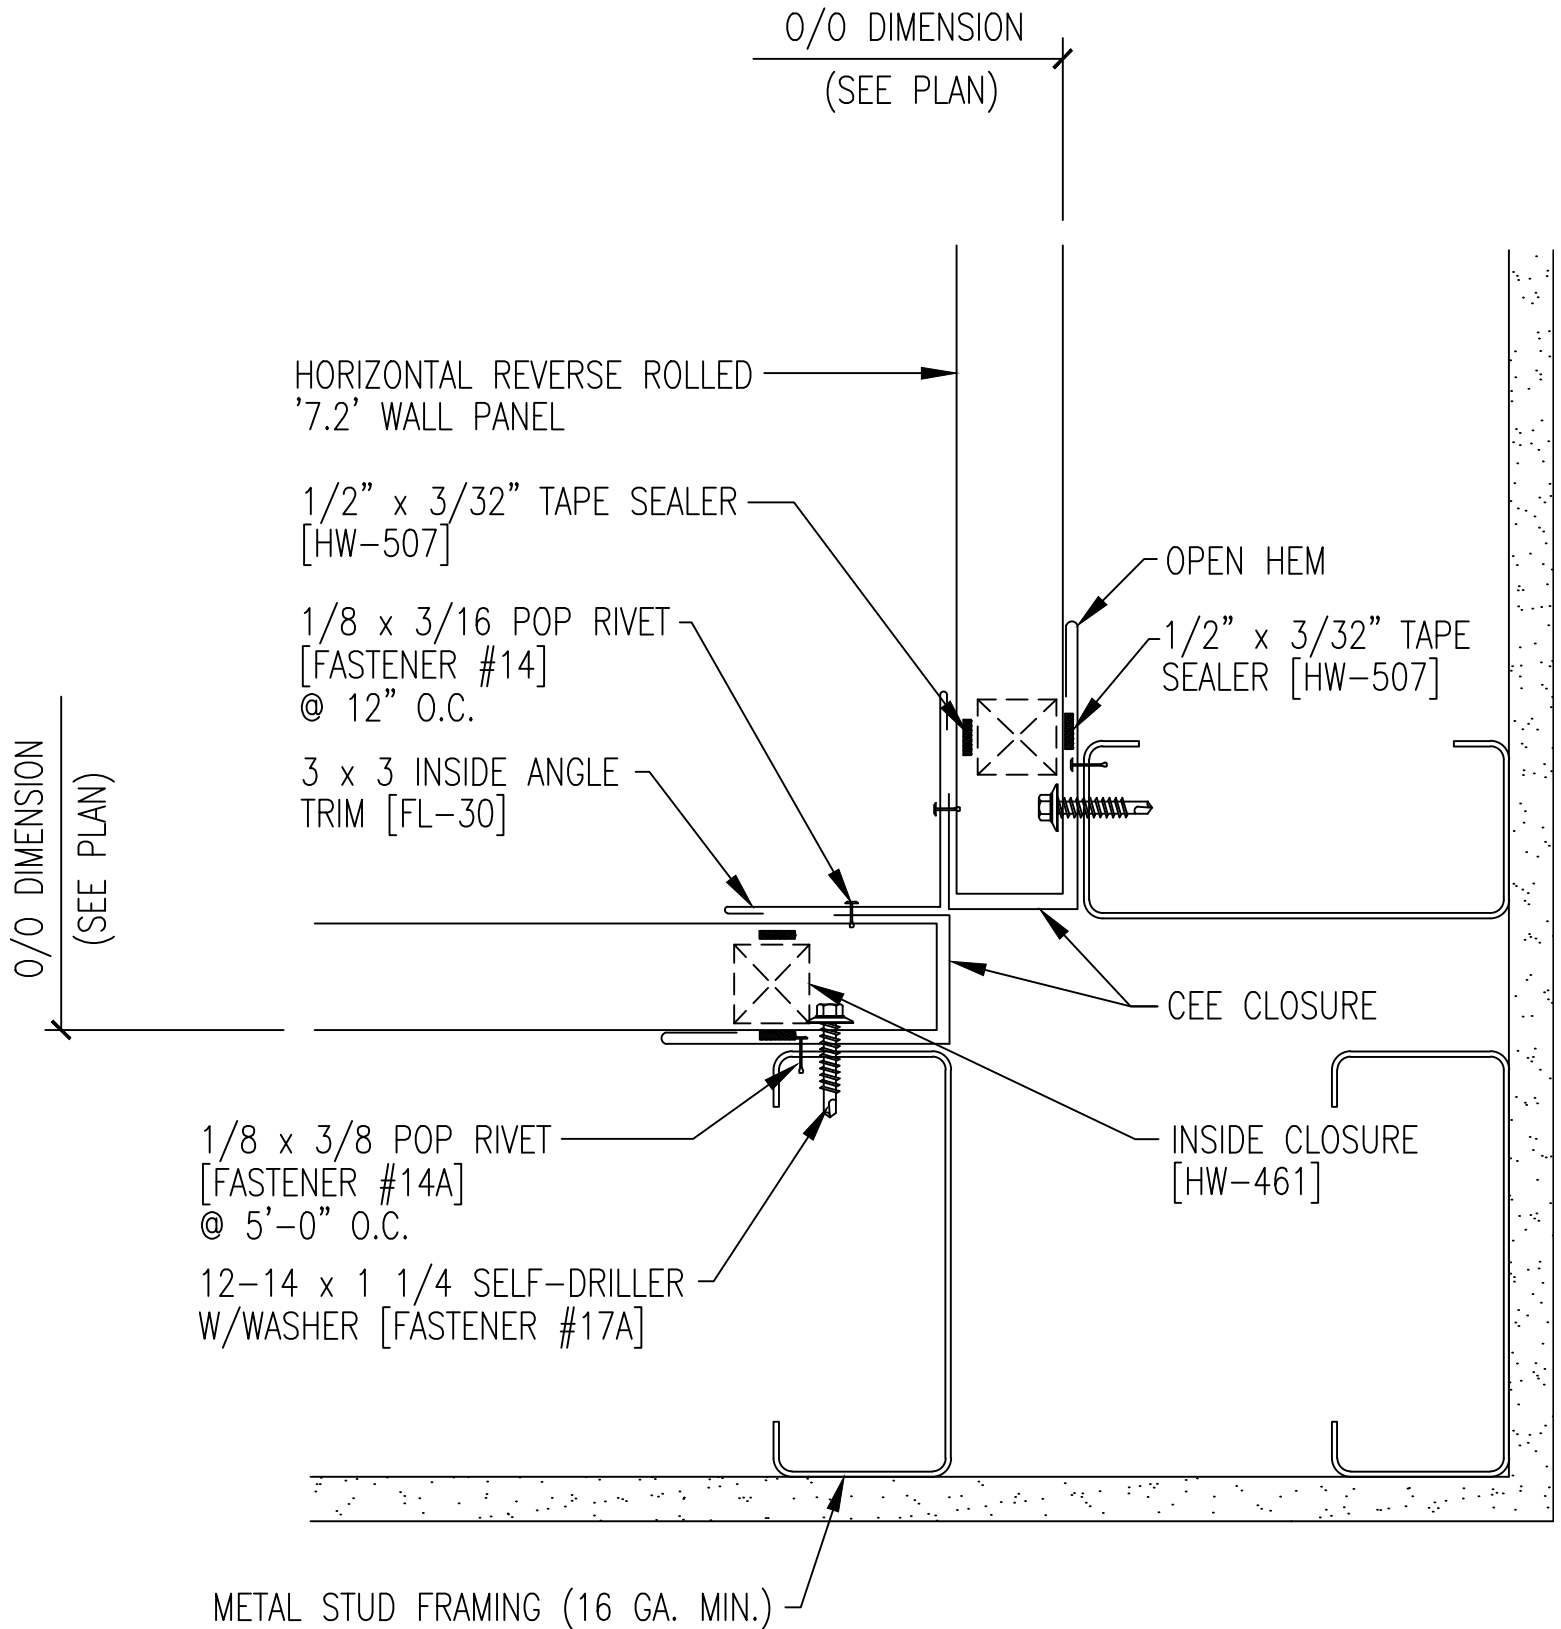 O/O DIMENSION
(SEE PLAN)
HORIZONTAL REVERSE ROLLED
'7.2' WALL PANEL
1/2" x 3/32" TAPE SEALER
[HW-507]
OPEN HEM
1/8 x 3/16 POP RIVET
[FASTENER #14]
@ 12" O.C.
1/2" x 3/32" TAPE
SEALER [HW-507]
3 x 3 INSIDE ANGLE
TRIM [FL-30]
O/O DIMENSION
(SEE PLAN)
CEE CLOSURE
1/8 x 3/8 POP RIVET
[FASTENER #14A]
@ 5'-0" O.C.
INSIDE CLOSURE
[HW-461]
12-14 x 1 1/4 SELF-DRILLER
W/WASHER [FASTENER #17A]
METAL STUD FRAMING (16 GA. MIN.)